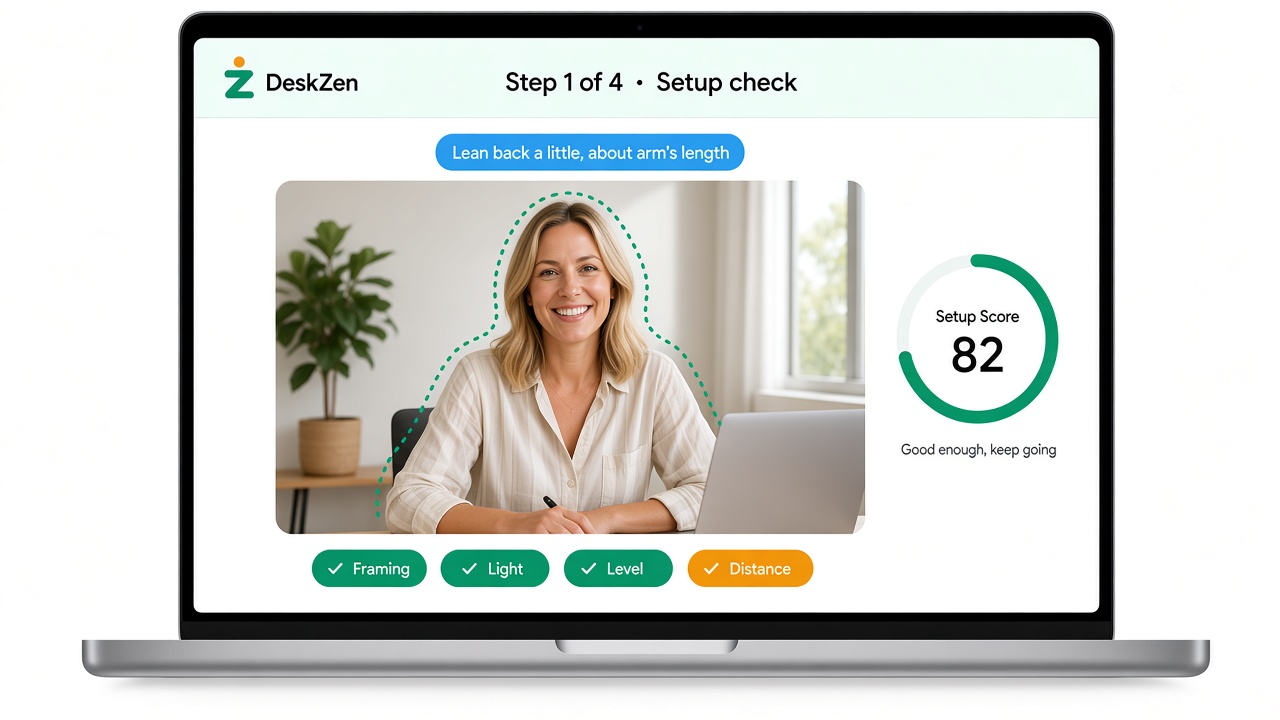 DeskZen
Step 1 of 4 • Setup check
Lean back a little, about arm's length
Setup Score
82
Good enough, keep going
Framing
Light
Level
Distance